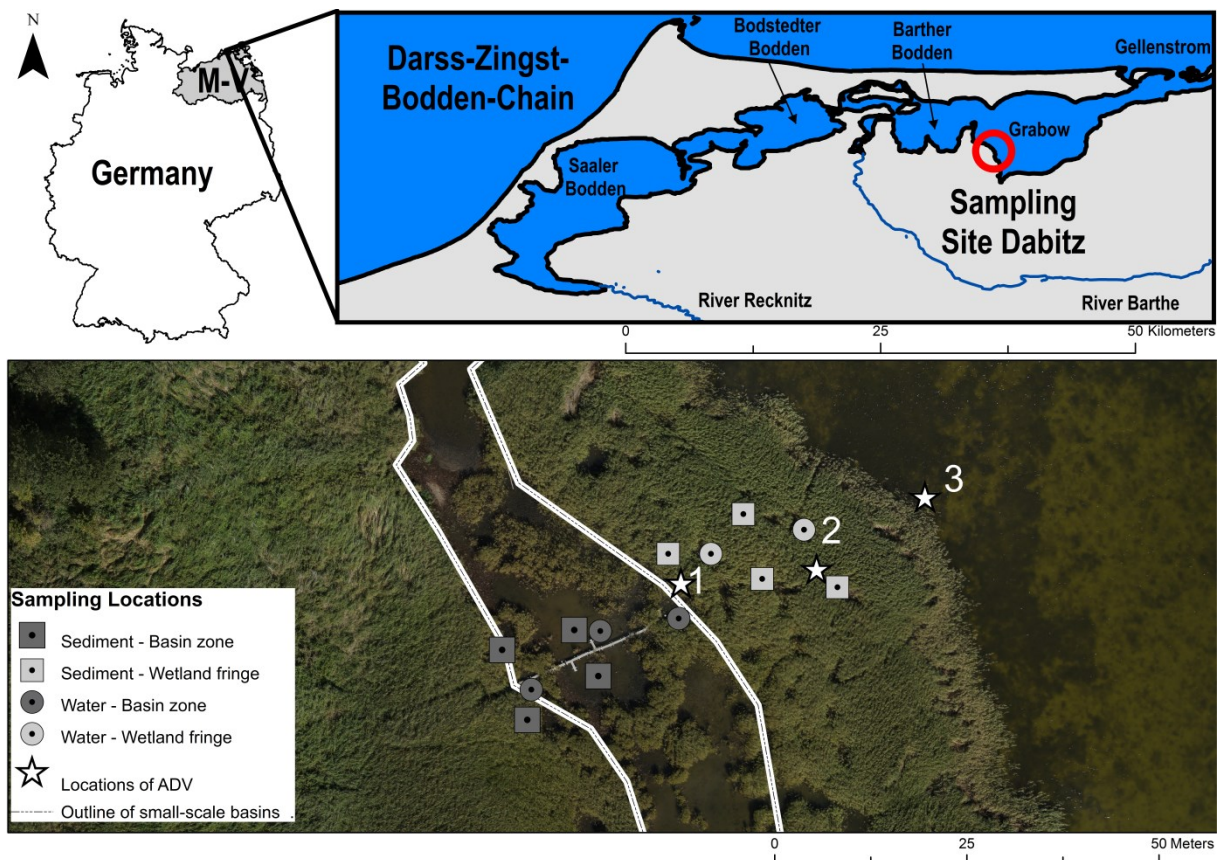 N
M-V
Germany
Darss-Zingst-
Bodden-Chain
Bodstedter
Bodden
Barther
Bodden
Gellenstrom
Saaler
Bodden
Grabow
Sampling
Site Dabitz
River Recknitz
River Barthe
0 25 50 Kilometers
3
2
1
Sampling Locations
Sediment - Basin zone
Sediment - Wetland fringe
Water - Basin zone
Water - Wetland fringe
Locations of ADV
Outline of small-scale basins .
0 25 50 Meters